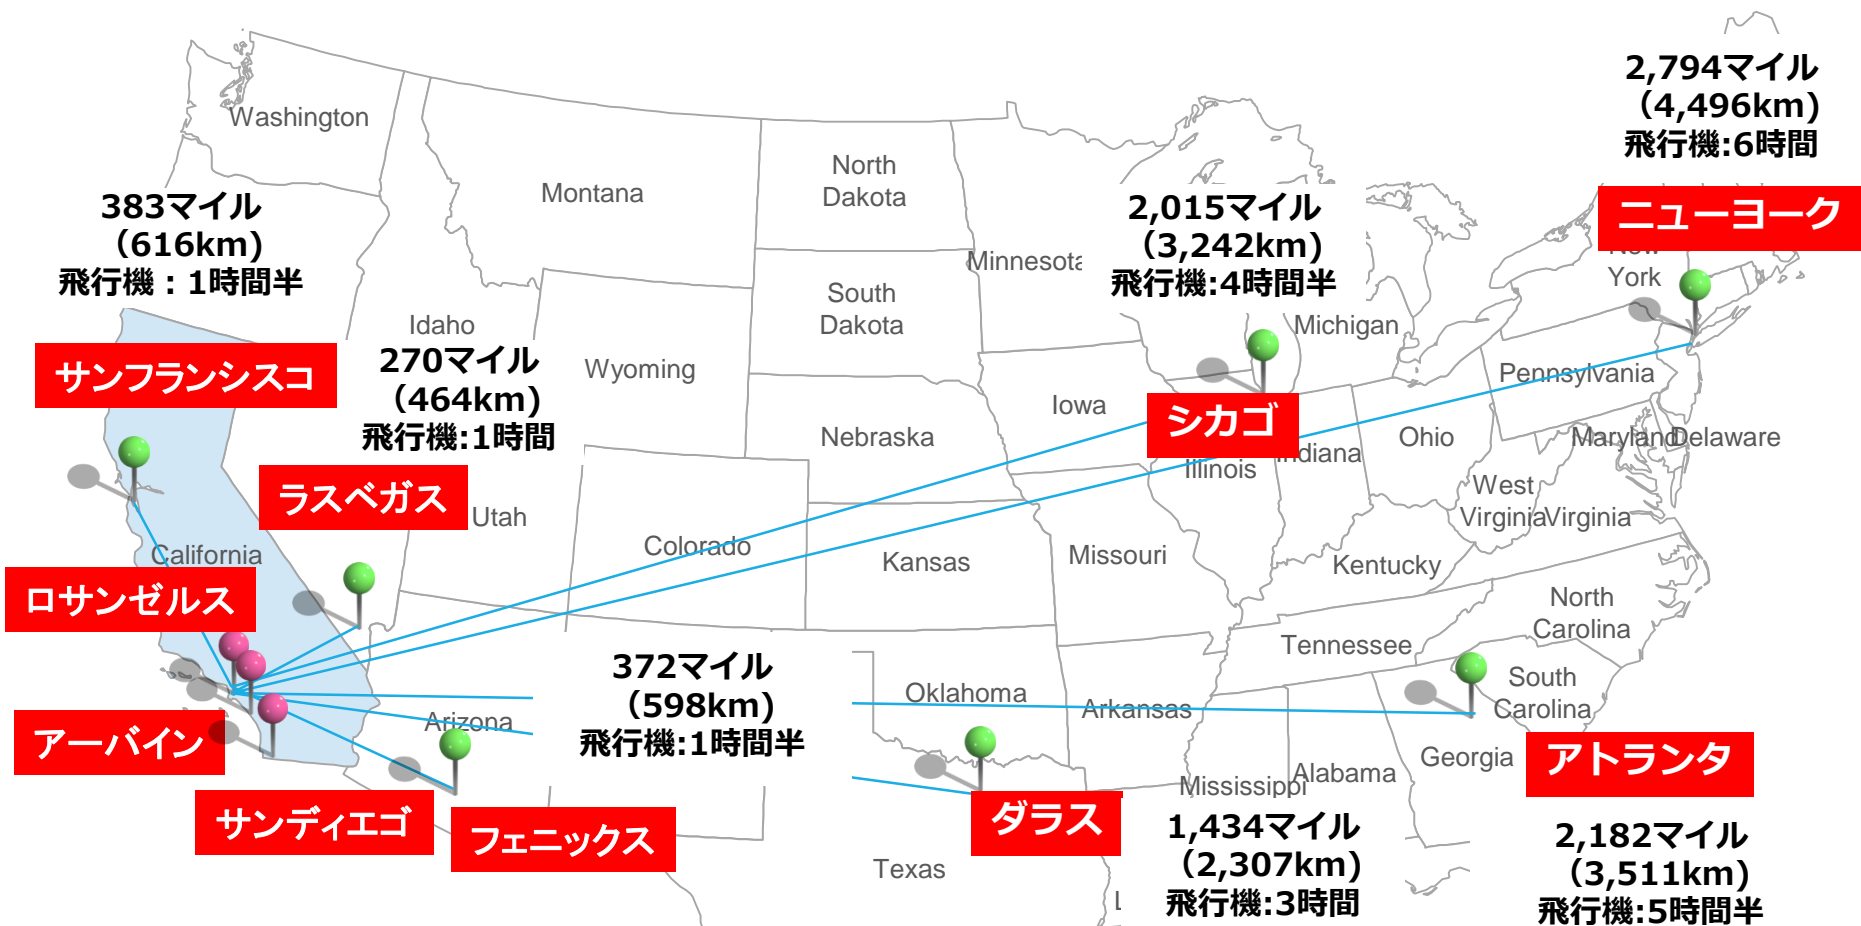 2,794マイル
（4,496km)
飛行機:6時間
ニューヨーク
Washington
Montana
North
Dakota
383マイル
（616km)
飛行機：1時間半
2,015マイル
（3,242km)
飛行機:4時間半
Minnesota
New
York
South
Dakota
Idaho
Michigan
サンフランシスコ
270マイル
（464km)
飛行機:1時間
Wyoming
Pennsylvania
Iowa
シカゴ
Nebraska
Ohio
Maryland
Delaware
Indiana
Illinois
ラスベガス
Utah
West
Virginia
Virginia
California
Colorado
Kansas
Missouri
Kentucky
ロサンゼルス
North
Carolina
Tennessee
372マイル
（598km)
飛行機:1時間半
Oklahoma
Arkansas
South
Carolina
Arizona
アーバイン
Georgia
アトランタ
Mississippi
Alabama
サンディエゴ
フェニックス
ダラス
1,434マイル
（2,307km)
飛行機:3時間
2,182マイル
（3,511km)
飛行機:5時間半
Texas
L